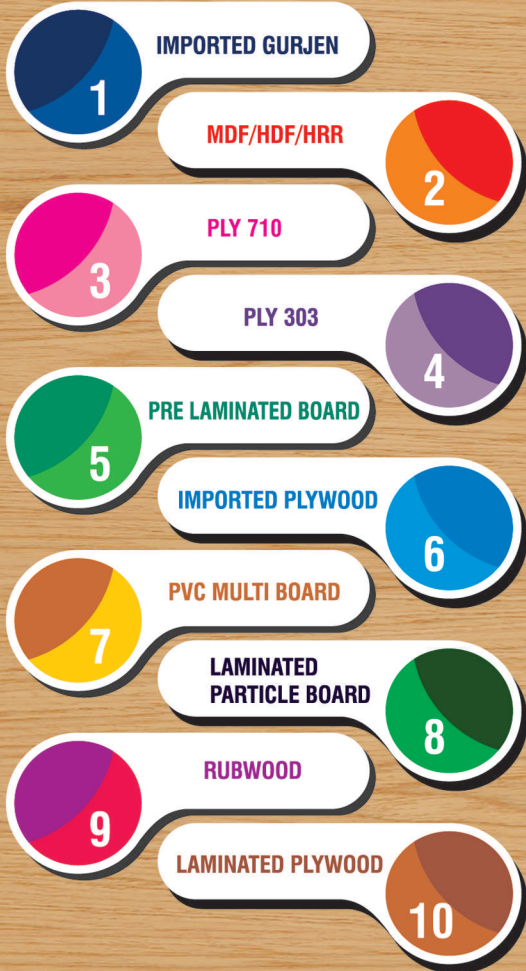 IMPORTED GURJEN
1
MDF/HDF/HRR
2
PLY 710
3
PLY 303
4
PRE LAMINATED BOARD
5
IMPORTED PLYWOOD
6
PVC MULTI BOARD
7
LAMINATED
PARTICLE BOARD
8
RUBWOOD
9
LAMINATED PLYWOOD
10